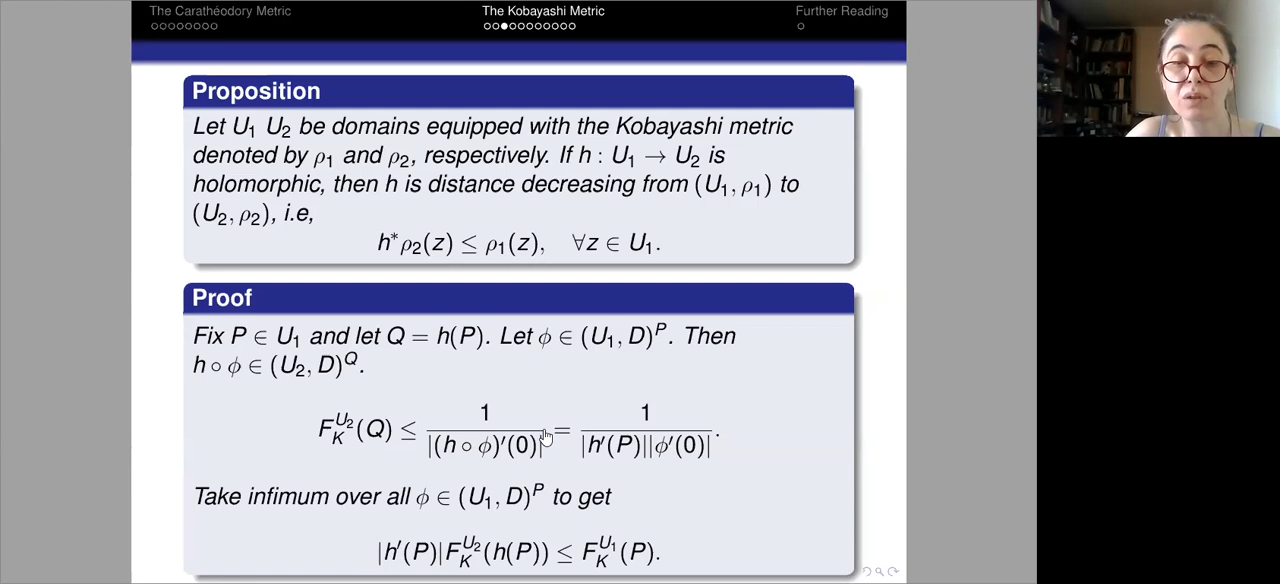 The Carathéodory Metric
The Kobayashi Metric
Further Reading
Proposition
Let U₁ U₂ be domains equipped with the Kobayashi metric
denoted by ρ₁ and ρ₂, respectively. If h : U₁ → U₂ is
holomorphic, then h is distance decreasing from (U₁, ρ₁) to
(U₂, ρ₂), i.e,
h*ρ₂(z) ≤ ρ₁(z), ∀z ∈ U₁.
Proof
Fix P ∈ U₁ and let Q = h(P). Let ϕ ∈ (U₁, D)^P. Then
h ∘ ϕ ∈ (U₂, D)^Q.
F_K^{U₂}(Q) ≤ 1/|(h ∘ ϕ)′(0)| = 1/|h′(P)||ϕ′(0)|.
Take infimum over all ϕ ∈ (U₁, D)^P to get
|h′(P)|F_K^{U₂}(h(P)) ≤ F_K^{U₁}(P).